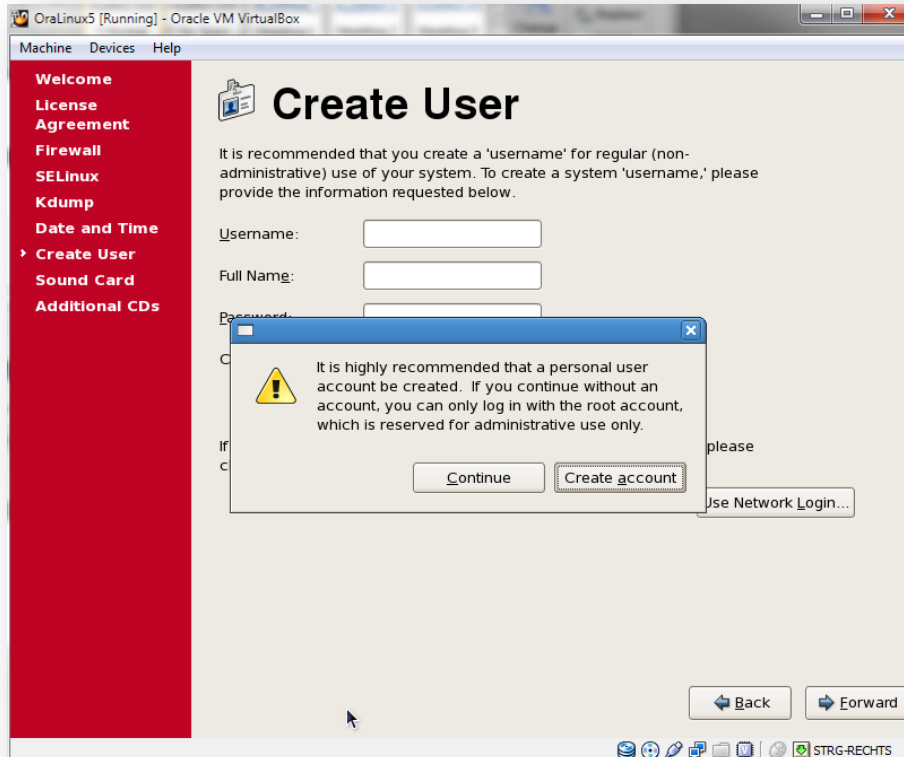 OraLinux5 [Running] - Oracle VM VirtualBox
Machine Devices Help
Welcome
License
Agreement
Firewall
SELinux
Kdump
Date and Time
Create User
Sound Card
Additional CDs
Create User
It is recommended that you create a 'username' for regular (non-
administrative) use of your system. To create a system 'username,' please
provide the information requested below.
Username:
Full Name:
Password:
C
It is highly recommended that a personal user
account be created. If you continue without an
account, you can only log in with the root account,
which is reserved for administrative use only.
If
please
Continue
Create account
Use Network Login...
Back
Forward
STRG-RECHTS